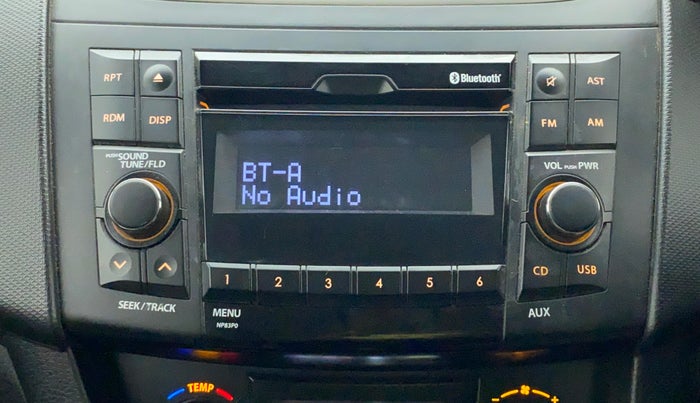 RPT
Bluetooth
AST
RDM
DISP
FM
AM
PUSH SOUND
TUNE/FLD
VOL PUSH PWR
BT-A
No Audio
CD
USB
1 2 3 4 5 6
SEEK/TRACK
MENU
AUX
NP83P0
TEMP
- +